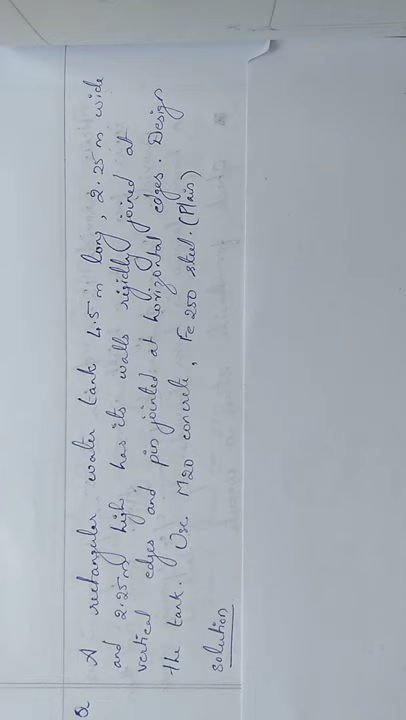 Q A rectangular water tank 4.5 m long, 2.25 m wide
and 2.25 m high has its walls rigidly joined at
vertical edges and pin jointed at horizontal edges. Design
the tank. Use M20 concrete, Fe 250 steel. (Plain)
Solution